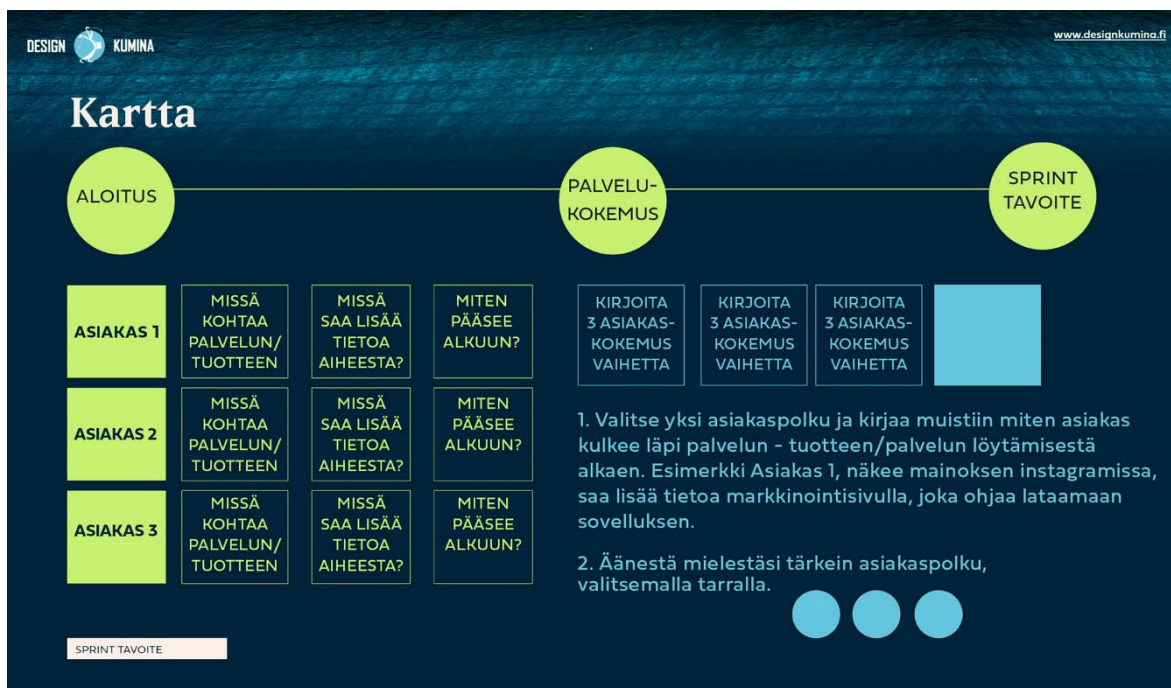 DESIGN KUMINA
www.designkumina.fi
Kartta
ALOITUS
PALVELU-
KOKEMUS
SPRINT
TAVOITE
ASIAKAS 1
MISSÄ
KOHTAA
PALVELUN/
TUOTTEEN
MISSÄ
SAA LISÄÄ
TIETOA
AIHEESTA?
MITEN
PÄÄSEE
ALKUUN?
ASIAKAS 2
MISSÄ
KOHTAA
PALVELUN/
TUOTTEEN
MISSÄ
SAA LISÄÄ
TIETOA
AIHEESTA?
MITEN
PÄÄSEE
ALKUUN?
ASIAKAS 3
MISSÄ
KOHTAA
PALVELUN/
TUOTTEEN
MISSÄ
SAA LISÄÄ
TIETOA
AIHEESTA?
MITEN
PÄÄSEE
ALKUUN?
KIRJOITA
3 ASIAKAS-
KOKEMUS
VAIHETTA
KIRJOITA
3 ASIAKAS-
KOKEMUS
VAIHETTA
KIRJOITA
3 ASIAKAS-
KOKEMUS
VAIHETTA
1. Valitse yksi asiakaspolku ja kirjaa muistiin miten asiakas
kulkee läpi palvelun - tuotteen/palvelun löytämisestä
alkaen. Esimerkki Asiakas 1, näkee mainoksen instagramissa,
saa lisää tietoa markkinointisivulla, joka ohjaa lataamaan
sovelluksen.
2. Äänestä mielestäsi tärkein asiakaspolku,
valitsemalla tarralla.
SPRINT TAVOITE